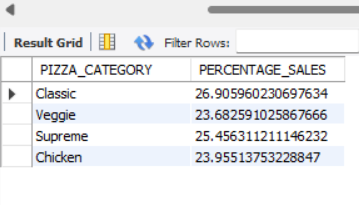 Result Grid Filter Rows:
PIZZA_CATEGORY PERCENTAGE_SALES
Classic 26.905960230697634
Veggie 23.682591025867666
Supreme 25.456311211146232
Chicken 23.95513753228847